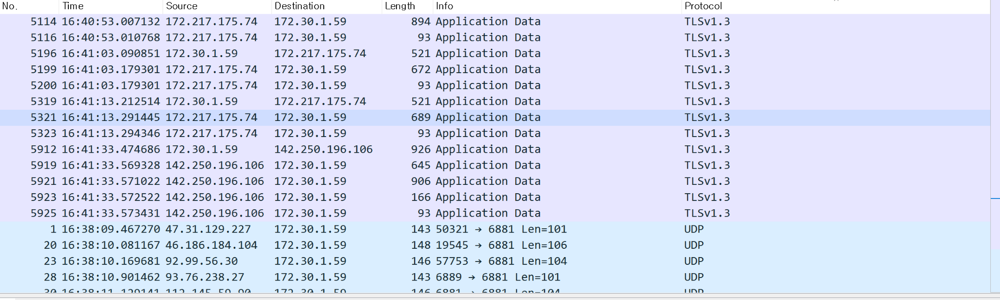 No. Time Source Destination Length Info Protocol
5114 16:40:53.007132 172.217.175.74 172.30.1.59 894 Application Data TLSv1.3
5116 16:40:53.010768 172.217.175.74 172.30.1.59 93 Application Data TLSv1.3
5196 16:41:03.090851 172.30.1.59 172.217.175.74 521 Application Data TLSv1.3
5199 16:41:03.179301 172.217.175.74 172.30.1.59 672 Application Data TLSv1.3
5200 16:41:03.179301 172.217.175.74 172.30.1.59 93 Application Data TLSv1.3
5319 16:41:13.212514 172.30.1.59 172.217.175.74 521 Application Data TLSv1.3
5321 16:41:13.291445 172.217.175.74 172.30.1.59 689 Application Data TLSv1.3
5323 16:41:13.294346 172.217.175.74 172.30.1.59 93 Application Data TLSv1.3
5912 16:41:33.474686 172.30.1.59 142.250.196.106 926 Application Data TLSv1.3
5919 16:41:33.569328 142.250.196.106 172.30.1.59 645 Application Data TLSv1.3
5921 16:41:33.571022 142.250.196.106 172.30.1.59 906 Application Data TLSv1.3
5923 16:41:33.572522 142.250.196.106 172.30.1.59 166 Application Data TLSv1.3
5925 16:41:33.573431 142.250.196.106 172.30.1.59 93 Application Data TLSv1.3
1 16:38:09.467270 47.31.129.227 172.30.1.59 143 50321 → 6881 Len=101 UDP
20 16:38:10.081167 46.186.184.104 172.30.1.59 148 19545 → 6881 Len=106 UDP
23 16:38:10.169681 92.99.56.30 172.30.1.59 146 57753 → 6881 Len=104 UDP
28 16:38:10.901462 93.76.238.27 172.30.1.59 143 6889 → 6881 Len=101 UDP
172.30.1.59 146 6881 → 6881 Len=104 UDP